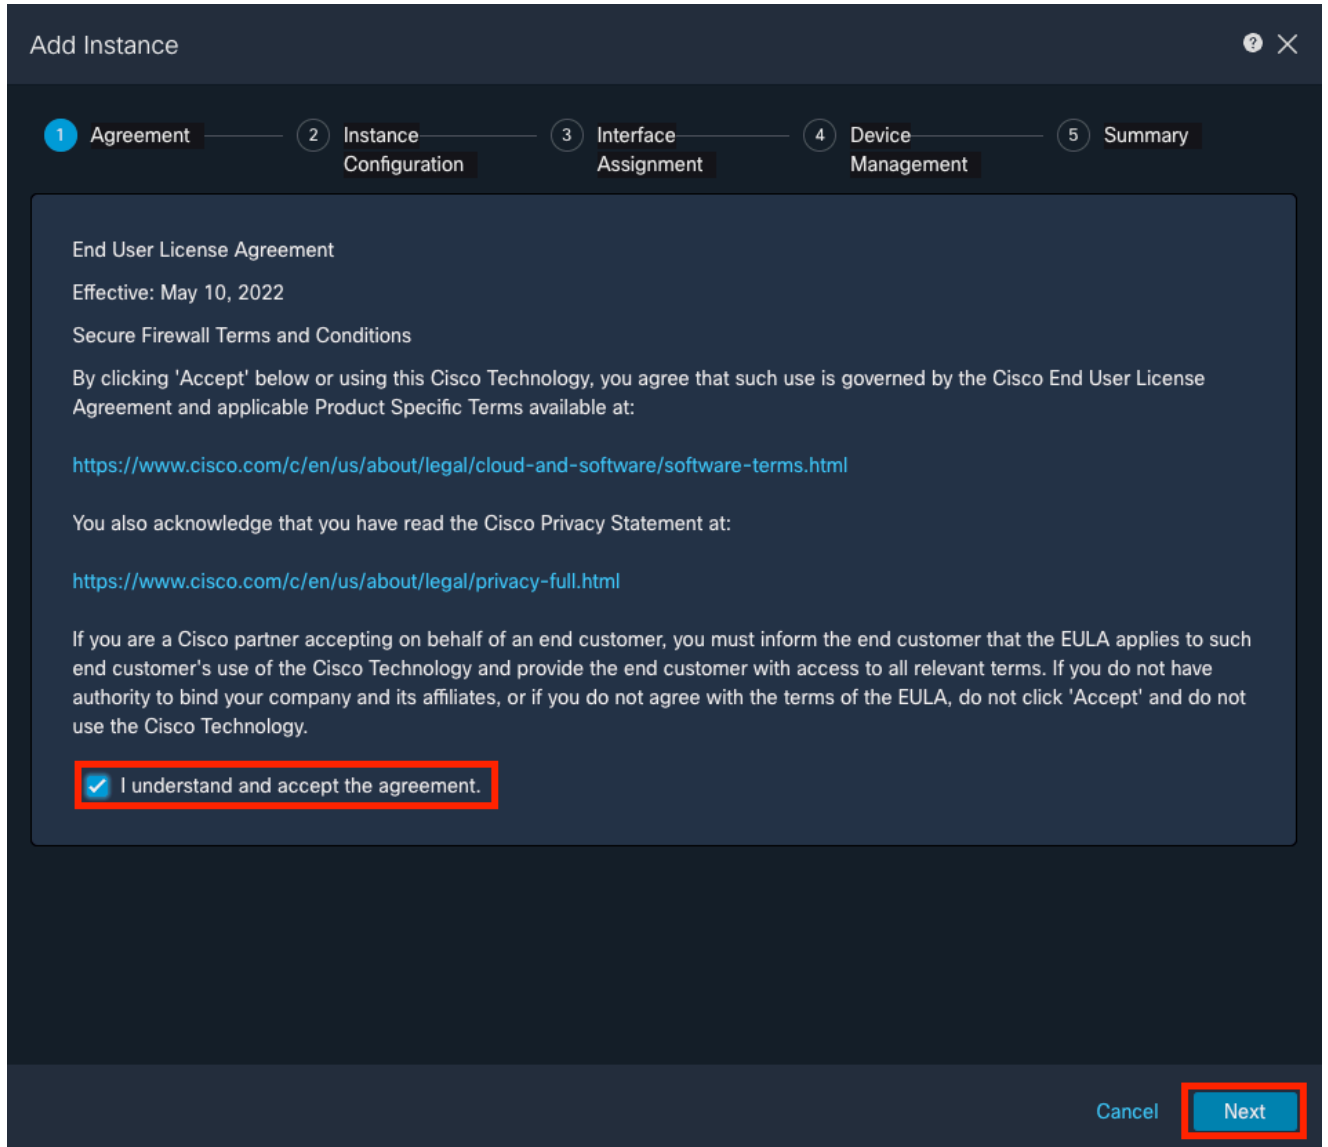 Add Instance
?
1 Agreement 2 Instance Configuration 3 Interface Assignment 4 Device Management 5 Summary
End User License Agreement
Effective: May 10, 2022
Secure Firewall Terms and Conditions
By clicking 'Accept' below or using this Cisco Technology, you agree that such use is governed by the Cisco End User License
Agreement and applicable Product Specific Terms available at:
https://www.cisco.com/c/en/us/about/legal/cloud-and-software/software-terms.html
You also acknowledge that you have read the Cisco Privacy Statement at:
https://www.cisco.com/c/en/us/about/legal/privacy-full.html
If you are a Cisco partner accepting on behalf of an end customer, you must inform the end customer that the EULA applies to such
end customer's use of the Cisco Technology and provide the end customer with access to all relevant terms. If you do not have
authority to bind your company and its affiliates, or if you do not agree with the terms of the EULA, do not click 'Accept' and do not
use the Cisco Technology.
I understand and accept the agreement.
Cancel Next